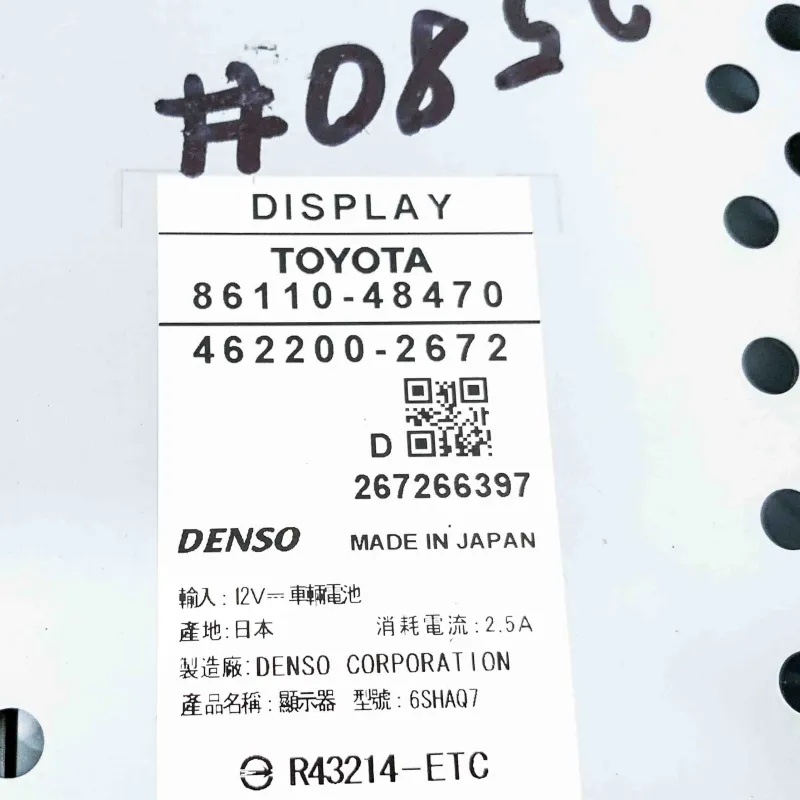 #085
DISPLAY
TOYOTA
86110-48470
462200-2672
D
267266397
DENSO MADE IN JAPAN
輸入:12V⎓車輛電池
產地:日本 消耗電流:2.5A
製造廠:DENSO CORPORATION
產品名稱:顯示器 型號:6SHAQ7
R43214-ETC